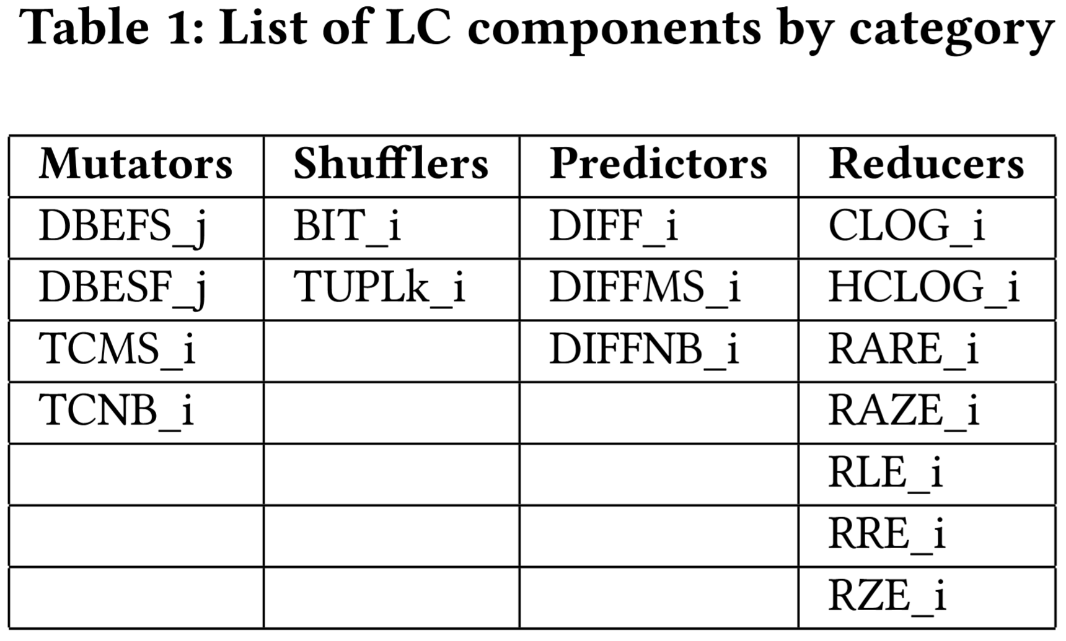 Table 1: List of LC components by category
Mutators Shufflers Predictors Reducers
DBEFS_j BIT_i DIFF_i CLOG_i
DBESF_j TUPLk_i DIFFMS_i HCLOG_i
TCMS_i DIFFNB_i RARE_i
TCNB_i RAZE_i
RLE_i
RRE_i
RZE_i